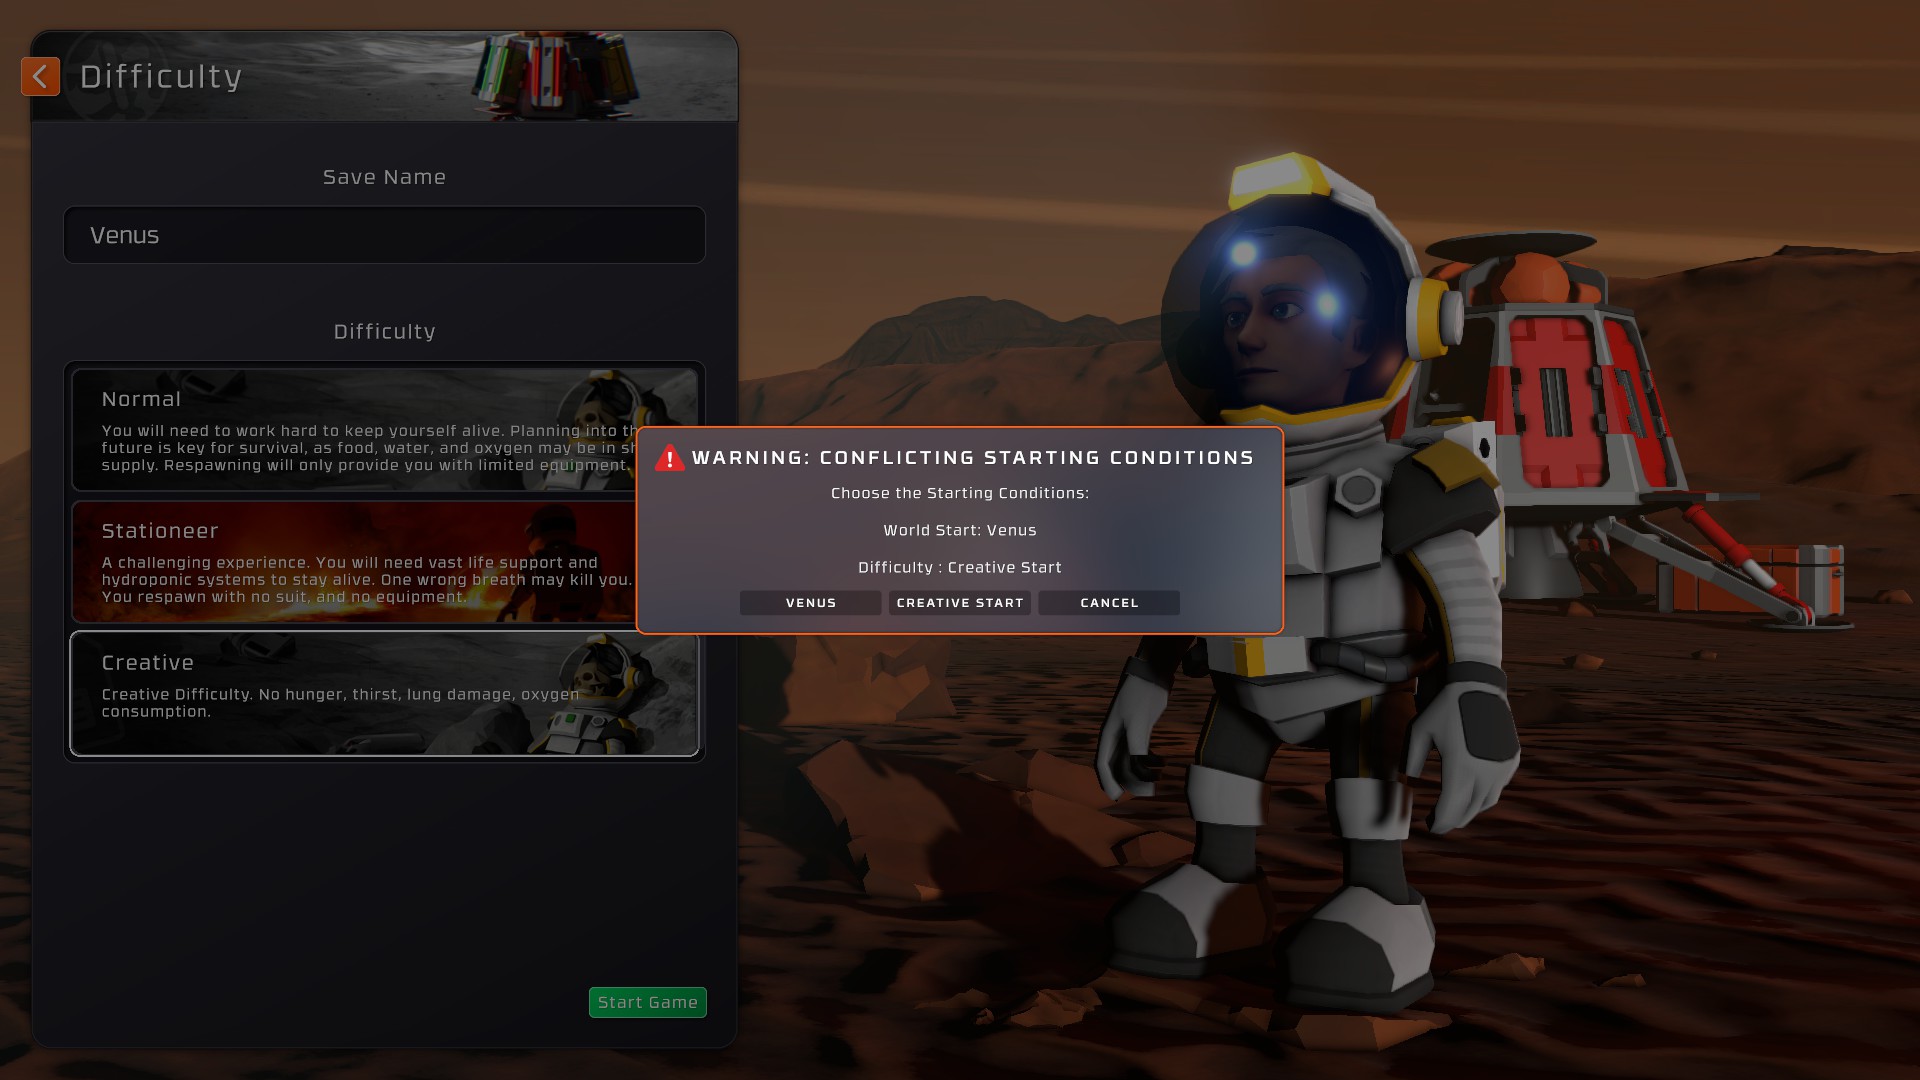 Difficulty
Save Name
Venus
Difficulty
Normal
You will need to work hard to keep yourself alive. Planning into th
future is key for survival, as food, water, and oxygen may be in sh
supply. Respawning will only provide you with limited equipment.
Stationeer
A challenging experience. You will need vast life support and
hydroponic systems to stay alive. One wrong breath may kill you.
You respawn with no suit, and no equipment.
Creative
Creative Difficulty. No hunger, thirst, lung damage, oxygen
consumption.
Start Game
WARNING: CONFLICTING STARTING CONDITIONS
Choose the Starting Conditions:
World Start: Venus
Difficulty : Creative Start
VENUS
CREATIVE START
CANCEL